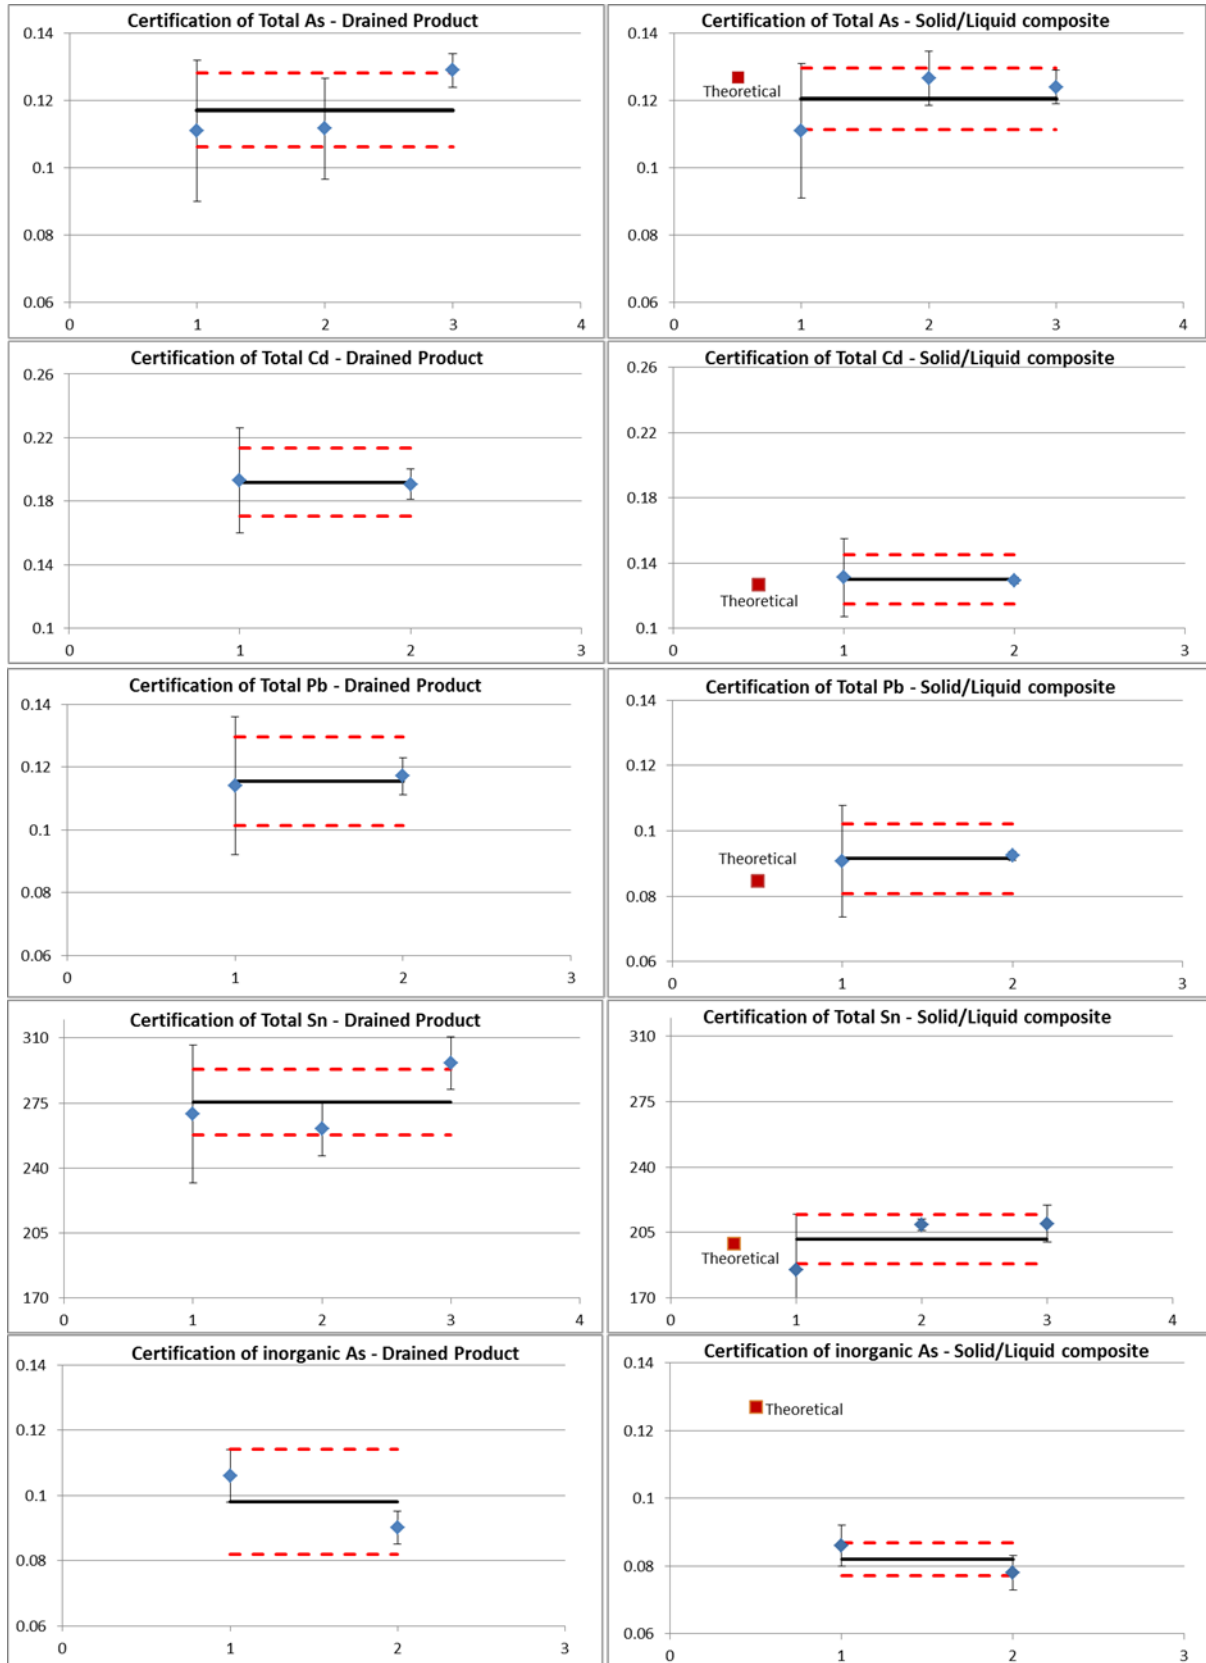 Certification of Total As - Drained Product
0.14
0.12
0.1
0.08
0.06
0 1 2 3 4
Certification of Total As - Solid/Liquid composite
0.14
0.12
0.1
0.08
0.06
Theoretical
0 1 2 3 4
Certification of Total Cd - Drained Product
0.26
0.22
0.18
0.14
0.1
0 1 2 3
Certification of Total Cd - Solid/Liquid composite
0.26
0.22
0.18
0.14
0.1
Theoretical
0 1 2 3
Certification of Total Pb - Drained Product
0.14
0.12
0.1
0.08
0.06
0 1 2 3
Certification of Total Pb - Solid/Liquid composite
0.14
0.12
0.1
0.08
0.06
Theoretical
0 1 2 3
Certification of Total Sn - Drained Product
310
275
240
205
170
0 1 2 3 4
Certification of Total Sn - Solid/Liquid composite
310
275
240
205
170
Theoretical
0 1 2 3 4
Certification of inorganic As - Drained Product
0.14
0.12
0.1
0.08
0.06
0 1 2 3
Certification of inorganic As - Solid/Liquid composite
0.14
0.12
0.1
0.08
0.06
Theoretical
0 1 2 3